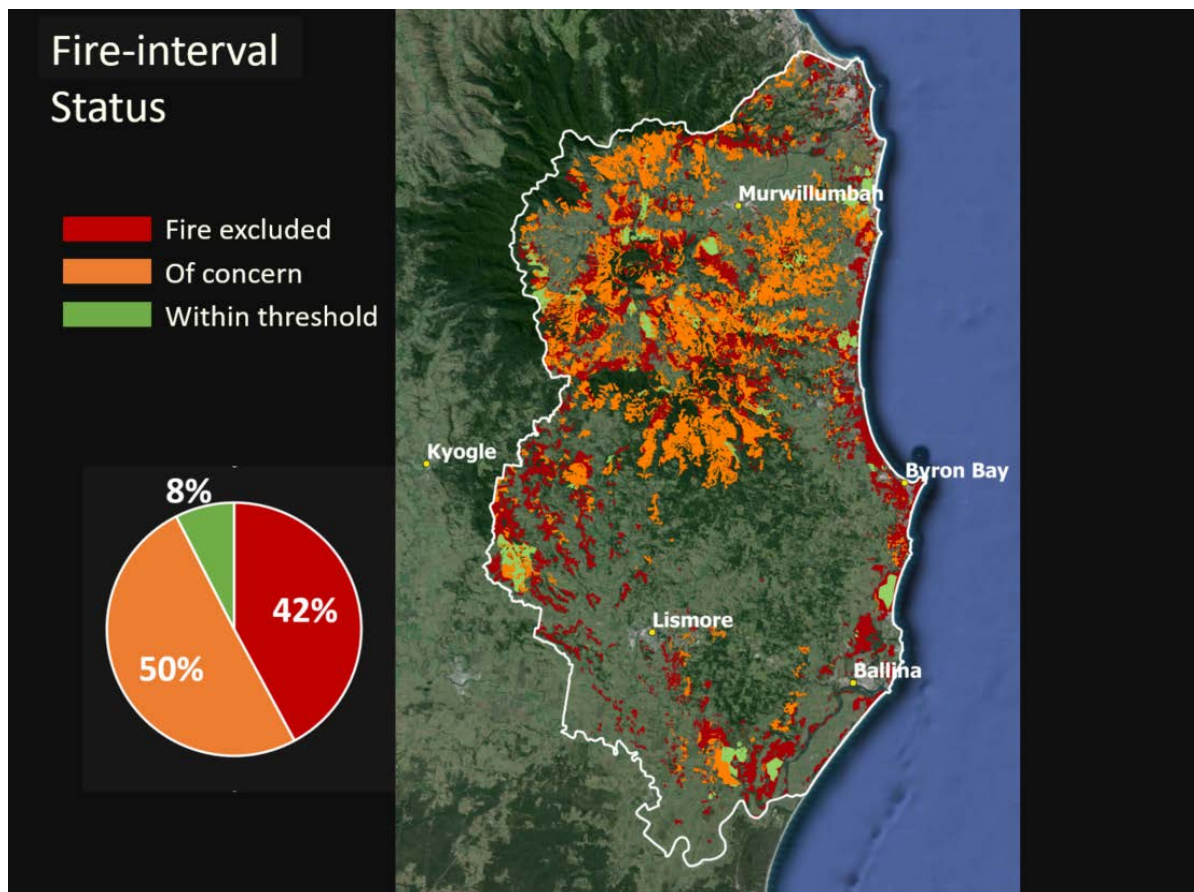 Fire-interval
Status
Fire excluded
Of concern
Within threshold
Murwillumbah
Kyogle
Byron Bay
8%
42%
50%
Lismore
Ballina